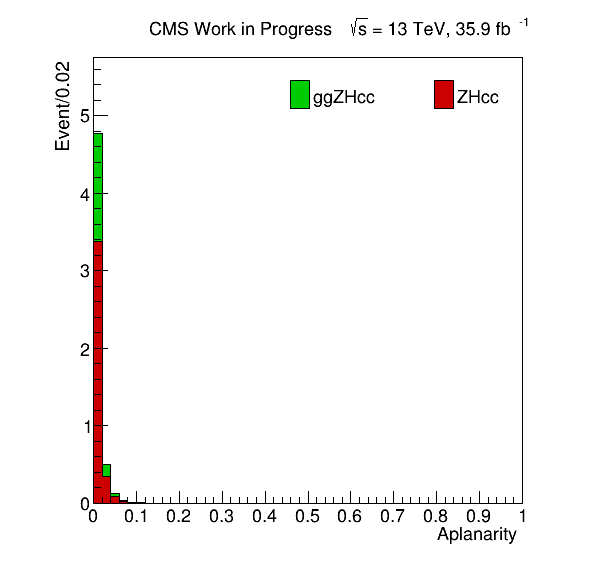 CMS Work in Progress √s = 13 TeV, 35.9 fb -1
Event/0.02
ggZHcc ZHcc
5
4
3
2
1
0
0 0.1 0.2 0.3 0.4 0.5 0.6 0.7 0.8 0.9 1
Aplanarity